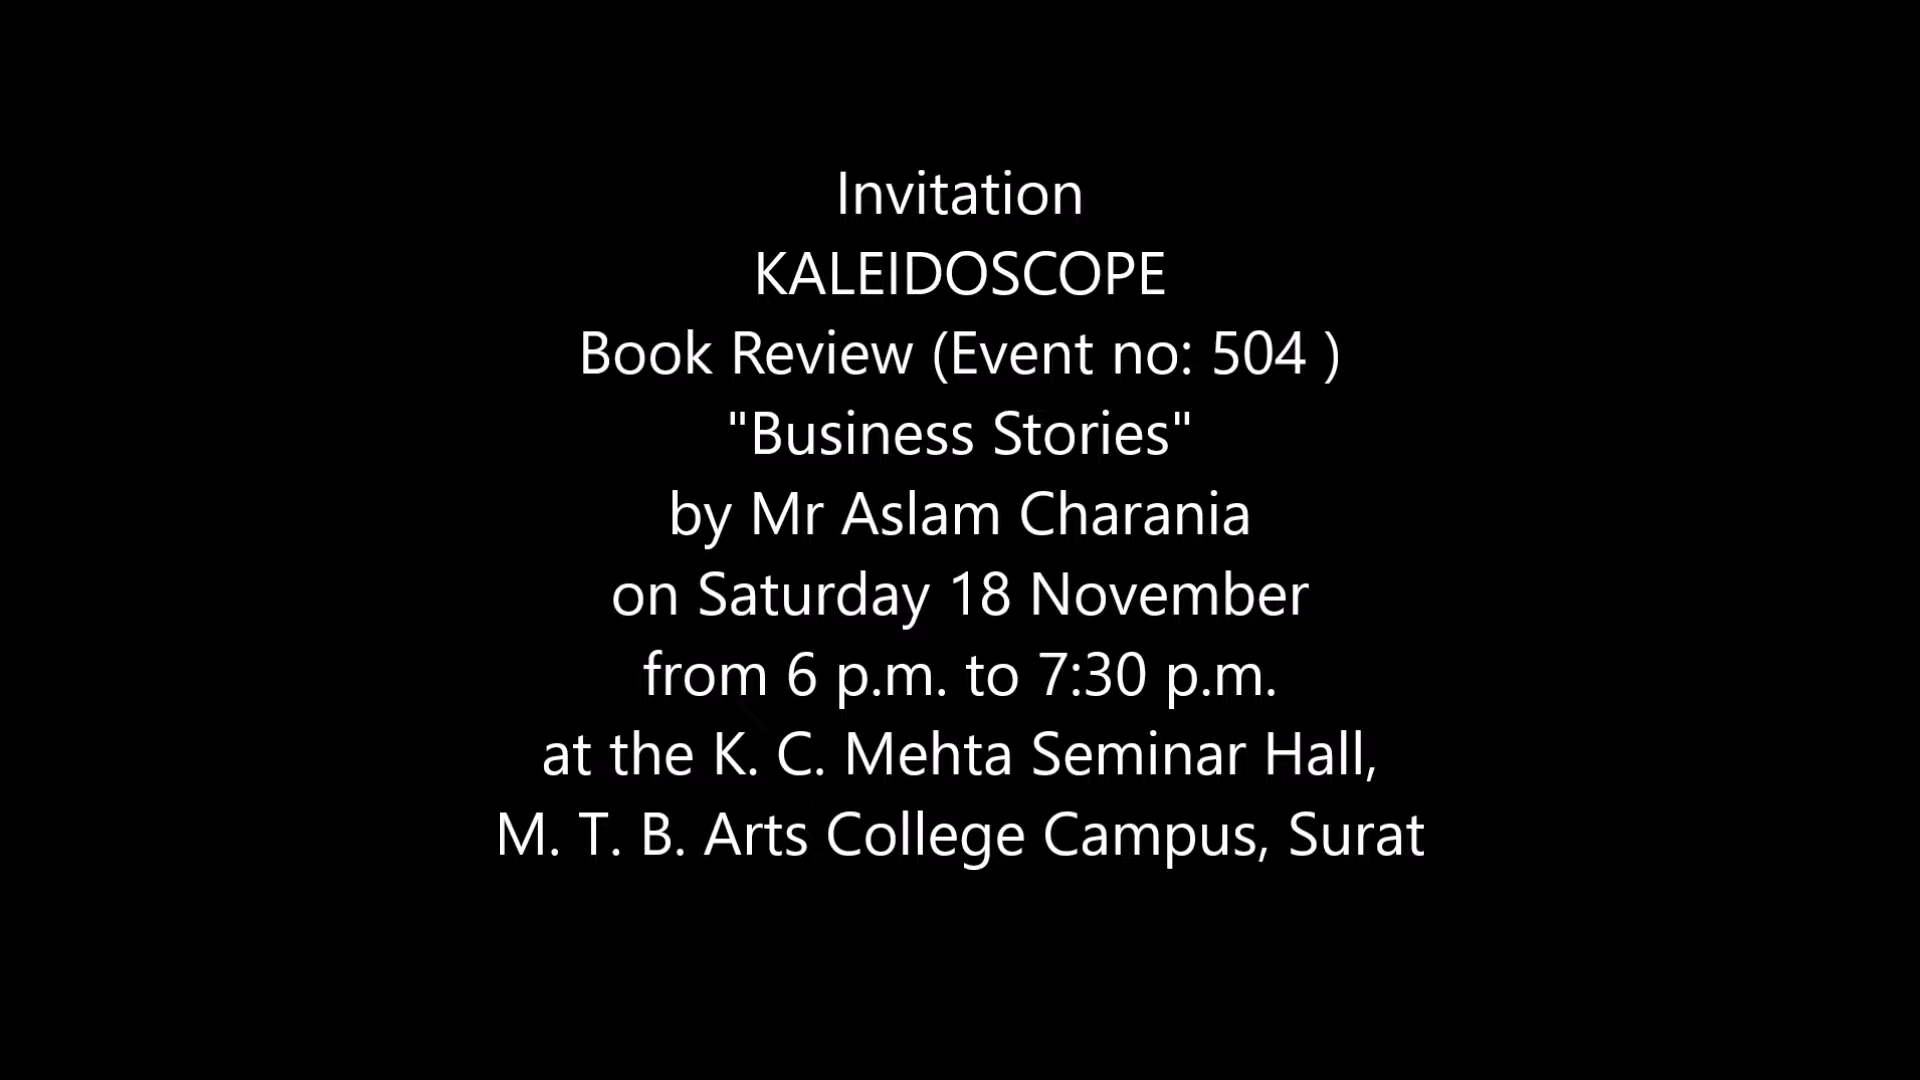 Invitation
KALEIDOSCOPE
Book Review (Event no: 504 )
"Business Stories"
by Mr Aslam Charania
on Saturday 18 November
from 6 p.m. to 7:30 p.m.
at the K. C. Mehta Seminar Hall,
M. T. B. Arts College Campus, Surat